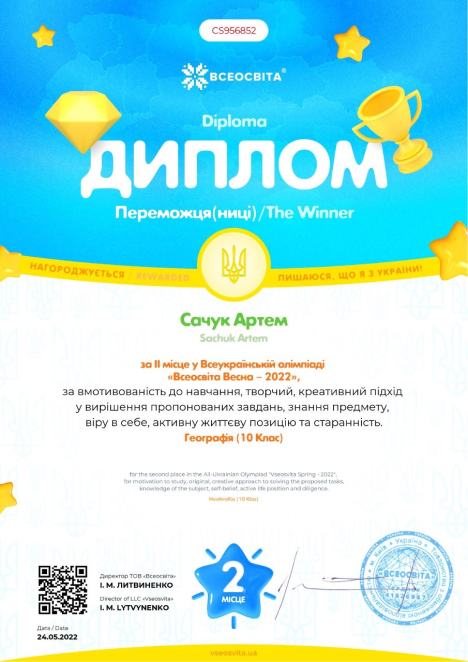 CS956852
ВСЕОСВІТА®
Diploma
ДИПЛОМ
Переможця(ниці)/The Winner
НАГОРОДЖУЄТЬСЯ / REWARDED
ПИШАЮСЯ, ЩО Я З УКРАЇНИ!
Сачук Артем
Sachuk Artem
за II місце у Всеукраїнській олімпіаді
«Всеосвіта Весна – 2022»,
за вмотивованість до навчання, творчий, креативний підхід
у вирішення пропонованих завдань, знання предмету,
віру в себе, активну життєву позицію та старанність.
Географія (10 Клас)
for the second place in the All-Ukrainian Olympiad "Vseosvita Spring - 2022",
for motivation to study, original, creative approach to solving the proposed tasks,
knowledge of the subject, self-belief, active life position and diligence.
(10 Клас)
Директор ТОВ «Всеосвіта»
І. М. ЛИТВИНЕНКО
Director of LLC «Vseosvita»
I. M. LYTVYNENKO
Дата / Date
24.05.2022
2
МІСЦЕ
ВСЕОСВІТА
vseosvita.ua